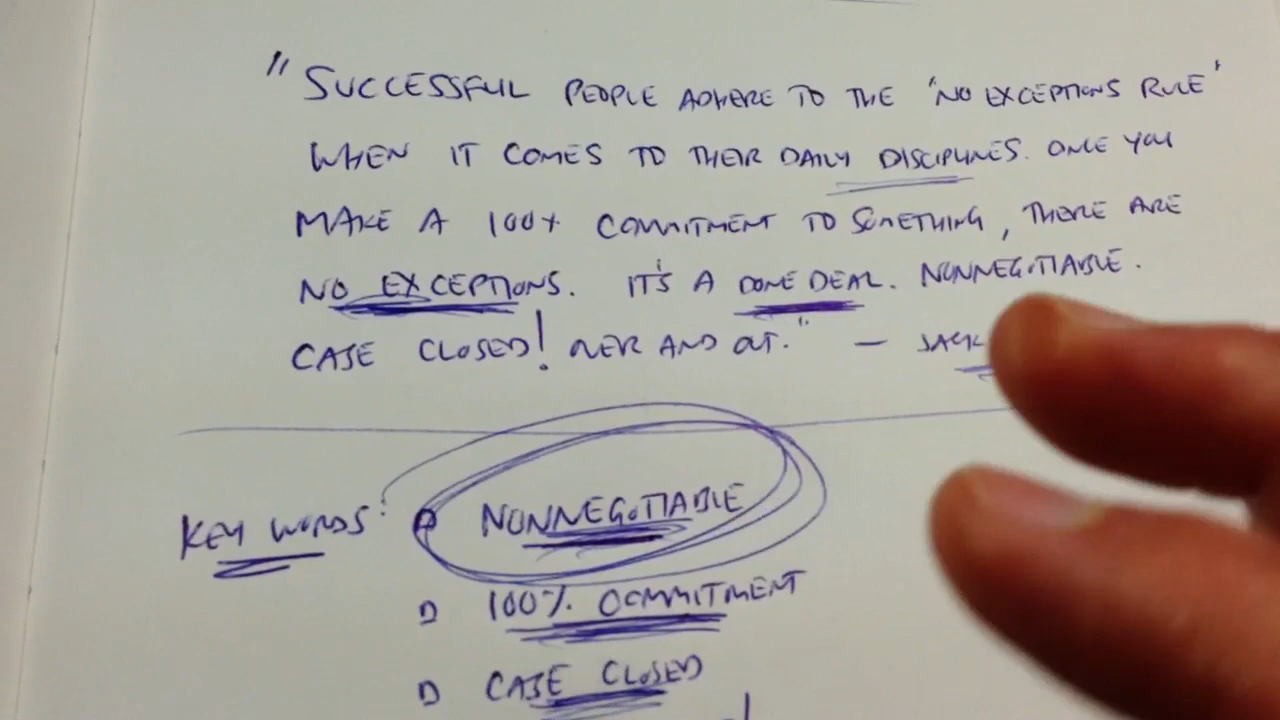 "SUCCESSFUL PEOPLE ADHERE TO THE 'NO EXCEPTIONS RULE'
WHEN IT COMES TO THEIR DAILY DISCIPLINES. ONCE YOU
MAKE A 100% COMMITMENT TO SOMETHING, THERE ARE
NO EXCEPTIONS. IT'S A DONE DEAL. NONNEGOTIABLE.
CASE CLOSED! OVER AND OUT." — JACK
KEY WORDS: NONNEGOTIABLE
100% COMMITMENT
CASE CLOSED